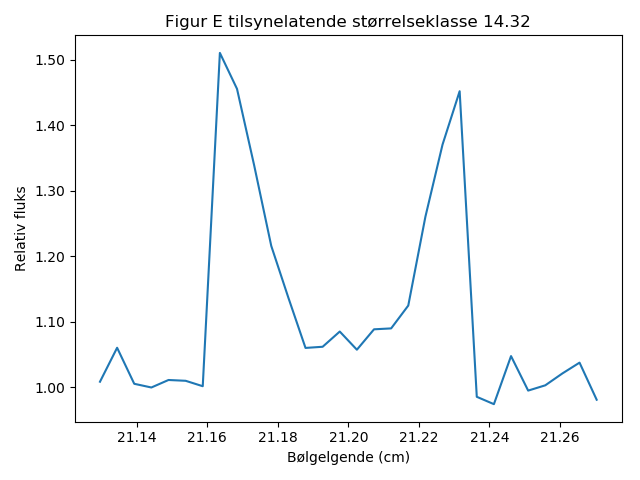 Figur E tilsynelatende størrelseklasse 14.32
1.50
1.40
1.30
1.20
1.10
1.00
Relativ fluks
21.14 21.16 21.18 21.20 21.22 21.24 21.26
Bølgelgende (cm)